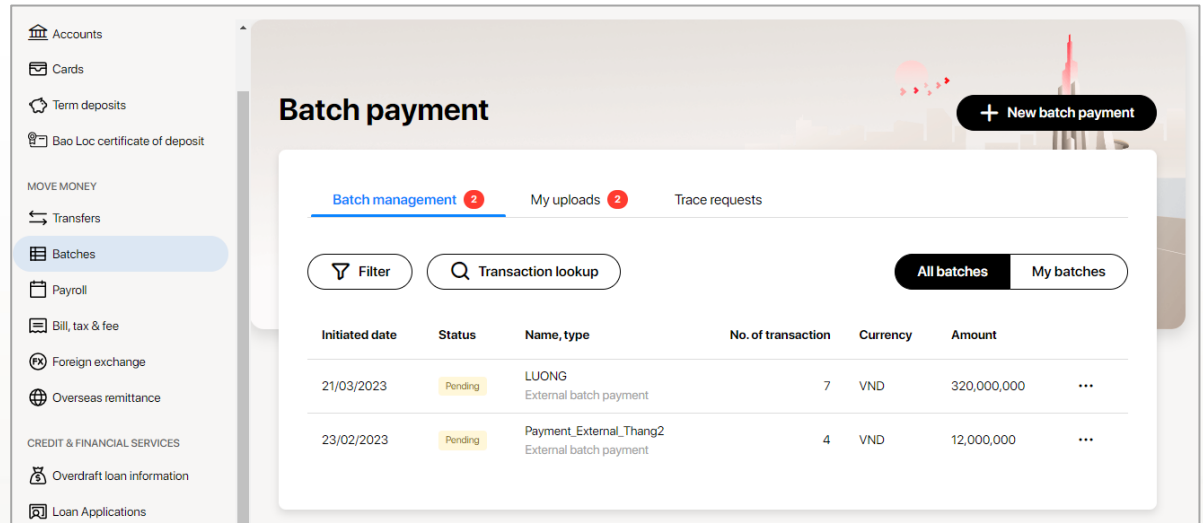 Accounts
Cards
Term deposits
Bao Loc certificate of deposit
MOVE MONEY
Transfers
Batches
Payroll
Bill, tax & fee
FX Foreign exchange
Overseas remittance
CREDIT & FINANCIAL SERVICES
Overdraft loan information
Loan Applications
Batch payment
+ New batch payment
Batch management 2 My uploads 2 Trace requests
Filter Transaction lookup All batches My batches
Initiated date Status Name, type No. of transaction Currency Amount
21/03/2023 Pending LUONG 7 VND 320,000,000 ...
External batch payment
23/02/2023 Pending Payment_External_Thang2 4 VND 12,000,000 ...
External batch payment